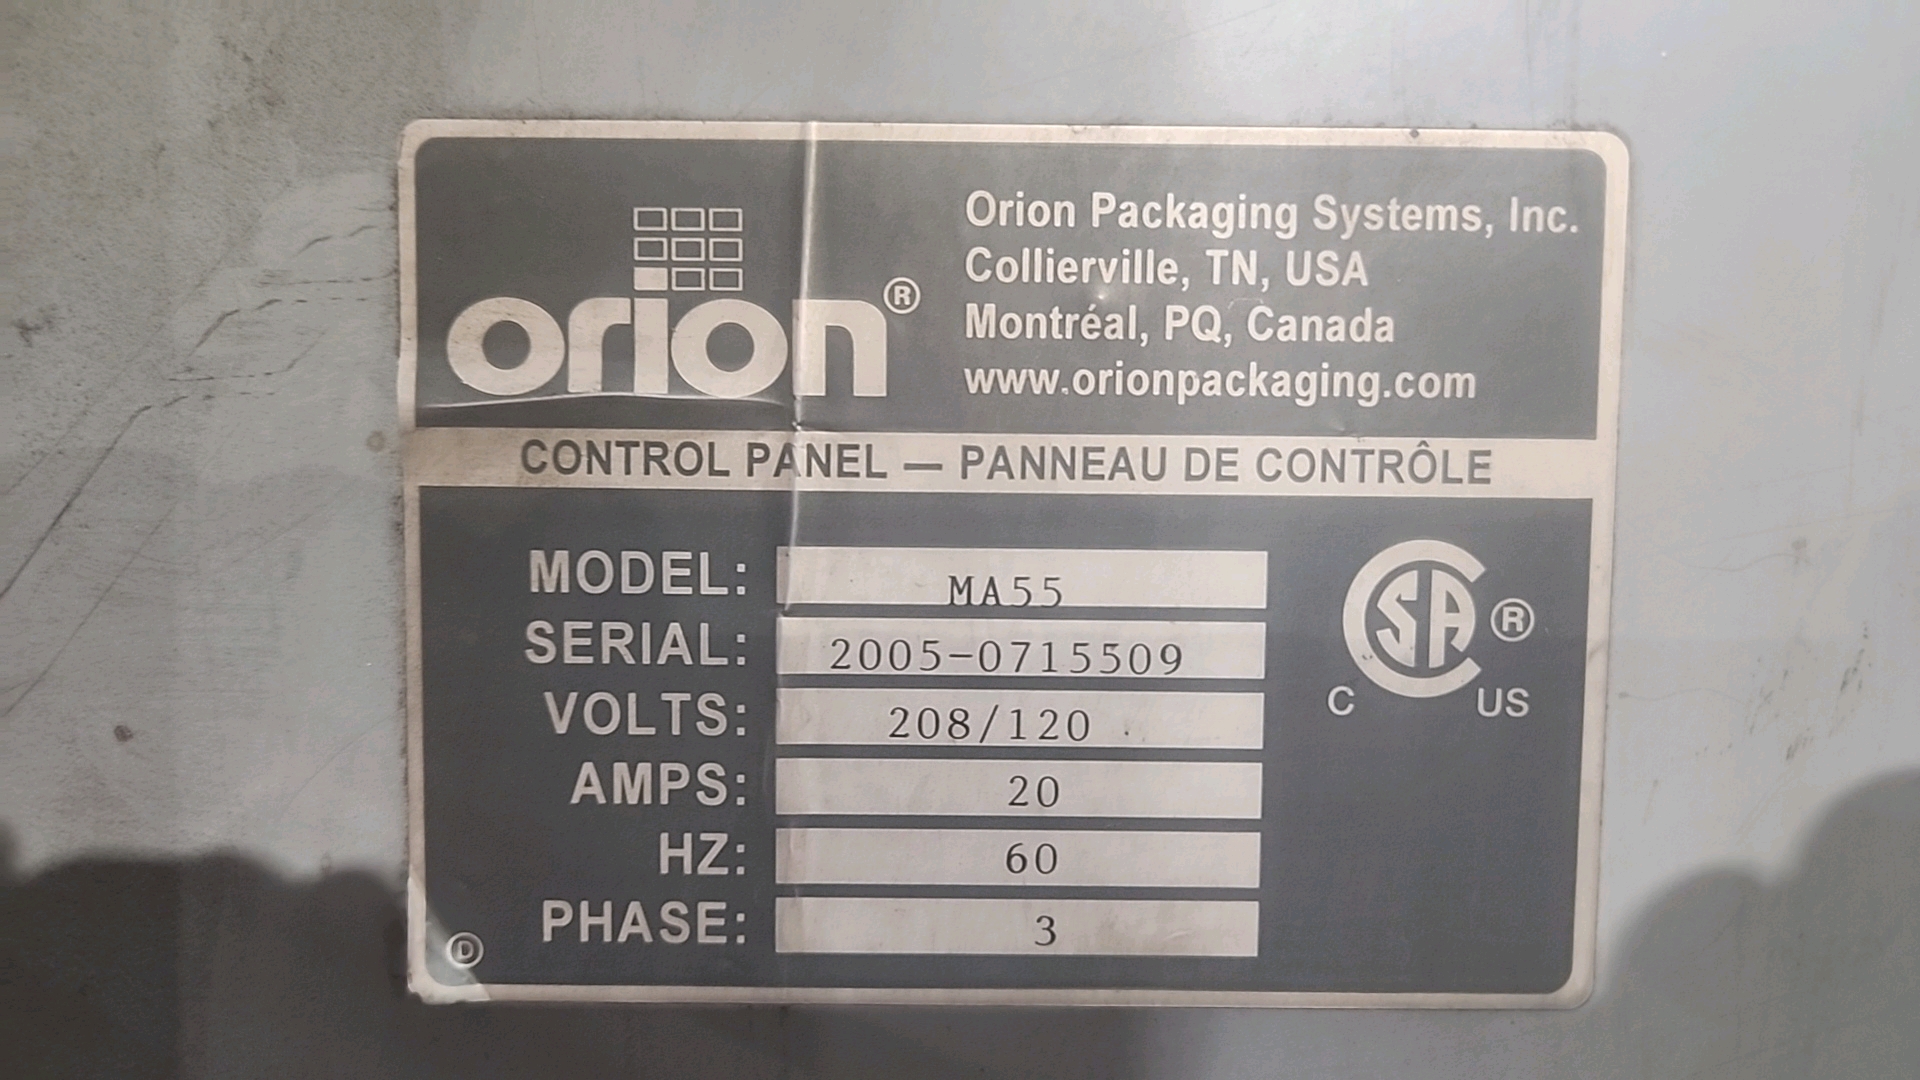 orion®
Orion Packaging Systems, Inc.
Collierville, TN, USA
Montréal, PQ, Canada
www.orionpackaging.com
CONTROL PANEL — PANNEAU DE CONTRÔLE
MODEL: MA55
SERIAL: 2005-0715509
VOLTS: 208/120
AMPS: 20
HZ: 60
PHASE: 3
CSA ®
C US
D